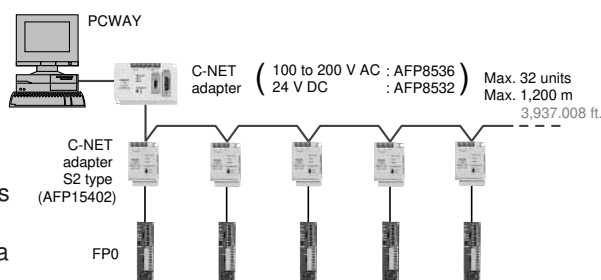 PCWAY
C-NET adapter ( 100 to 200 V AC : AFP8536
24 V DC : AFP8532 )
Max. 32 units
Max. 1,200 m
3,937.008 ft.
C-NET
adapter
S2 type
(AFP15402)
s
a
FP0